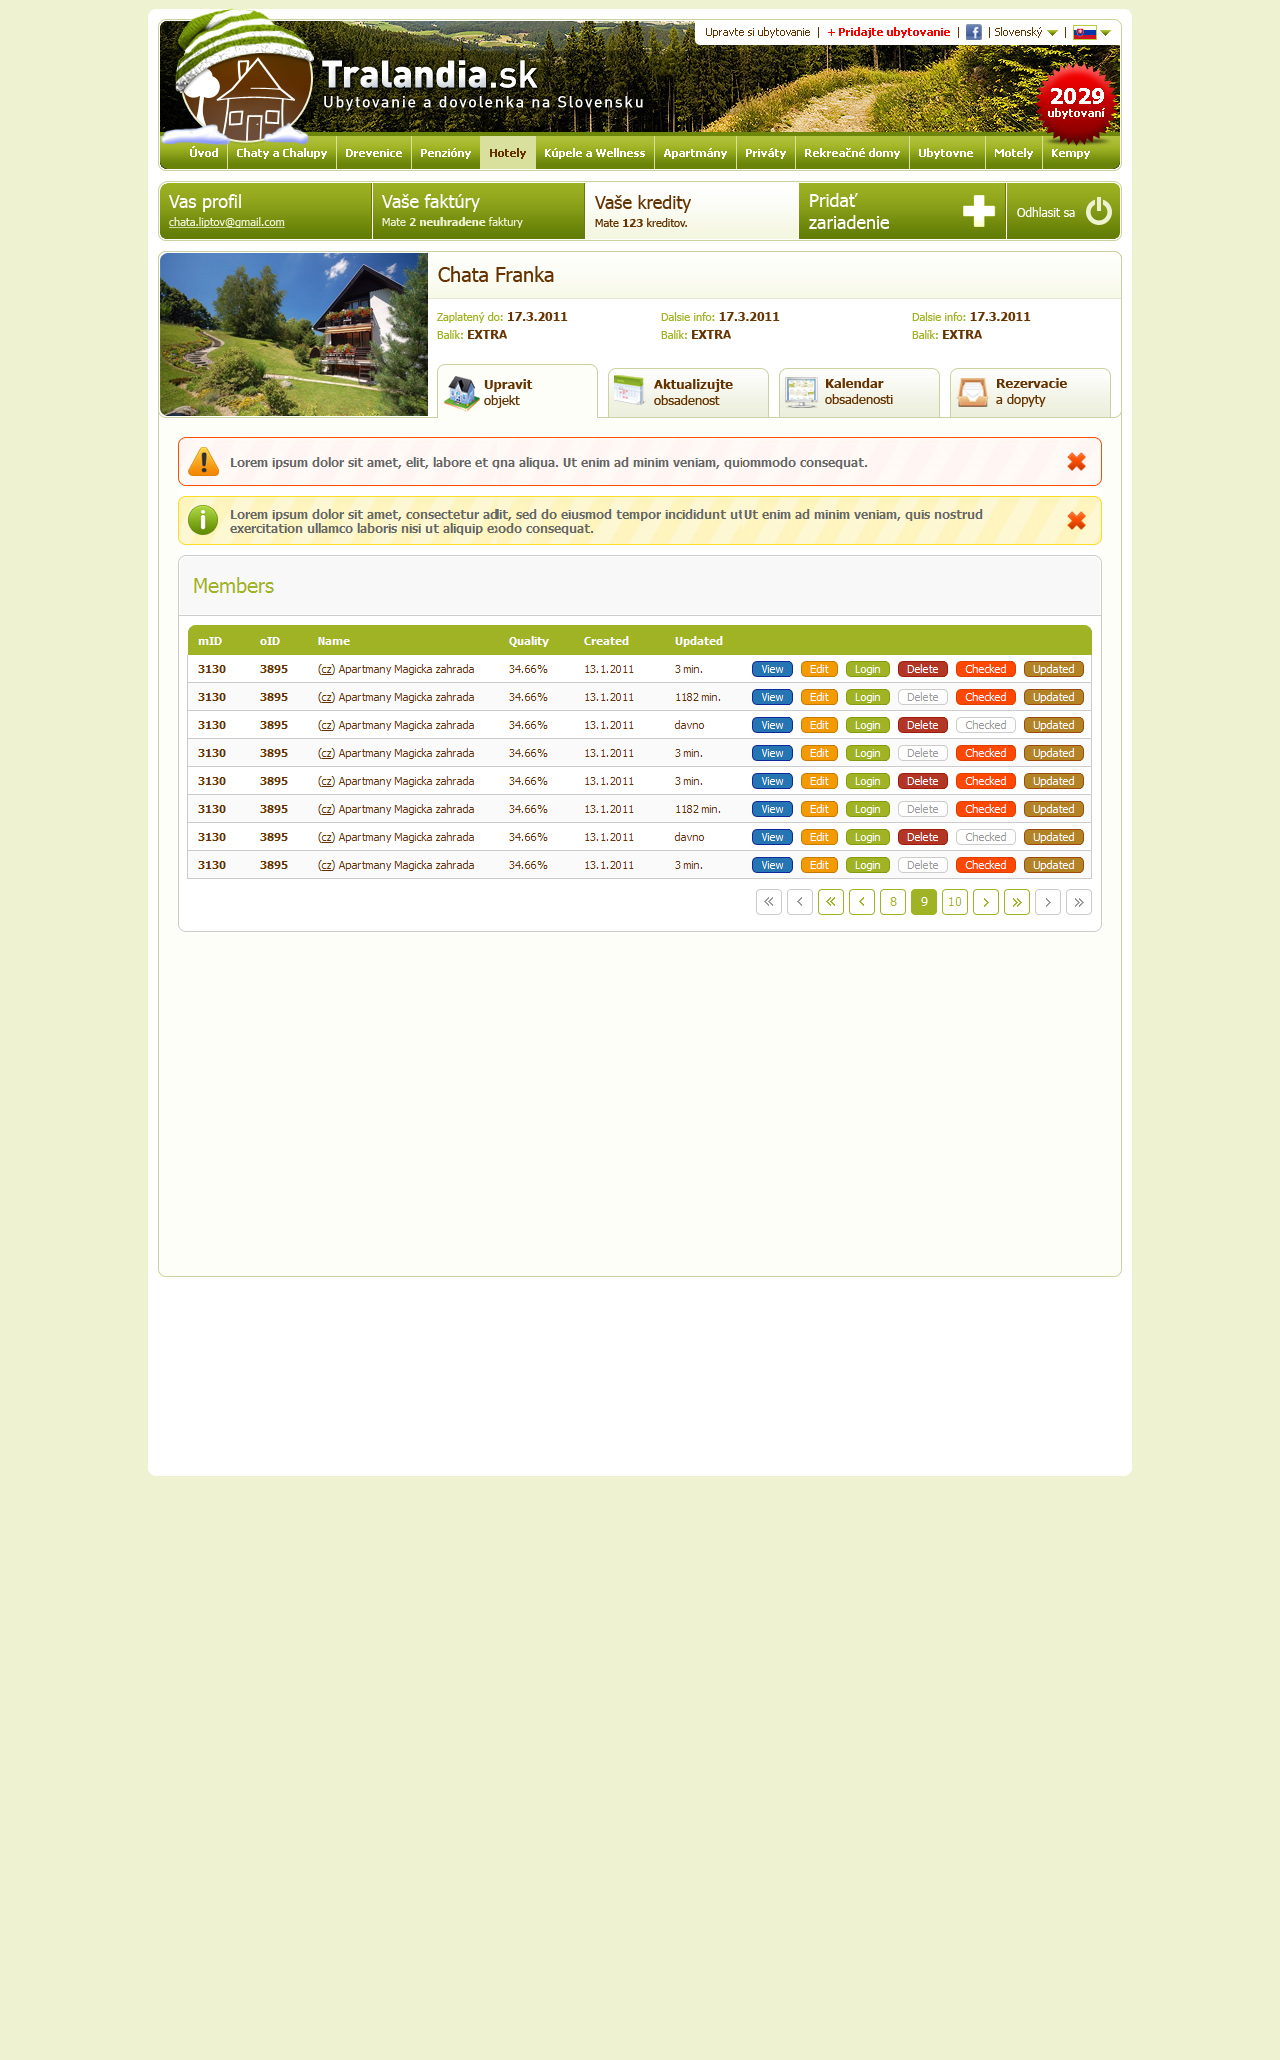 Upravte si ubytovanie | + Pridajte ubytovanie | f | Slovenský |
Tralandia.sk
Ubytovanie a dovolenka na Slovensku
2029
ubytovaní
Úvod Chaty a Chalupy Drevenice Penzióny Hotely Kúpele a Wellness Apartmány Priváty Rekreačné domy Ubytovne Motely Kempy
Vas profil
chata.liptov@gmail.com
Vaše faktúry
Mate 2 neuhradene faktury
Vaše kredity
Mate 123 kreditov.
Pridať
zariadenie
Odhlasit sa
Chata Franka
Zaplatený do: 17.3.2011 Dalsie info: 17.3.2011 Dalsie info: 17.3.2011
Balík: EXTRA Balík: EXTRA Balík: EXTRA
Upravit
objekt
Aktualizujte
obsadenost
Kalendar
obsadenosti
Rezervacie
a dopyty
Lorem ipsum dolor sit amet, elit, labore et gna aliqua. Ut enim ad minim veniam, quiommodo consequat.
Lorem ipsum dolor sit amet, consectetur adlit, sed do eiusmod tempor incididunt utUt enim ad minim veniam, quis nostrud
exercitation ullamco laboris nisi ut aliquip exodo consequat.
Members
mID oID Name Quality Created Updated
3130 3895 (cz) Apartmany Magicka zahrada 34.66% 13.1.2011 3 min. View Edit Login Delete Checked Updated
3130 3895 (cz) Apartmany Magicka zahrada 34.66% 13.1.2011 1182 min. View Edit Login Delete Checked Updated
3130 3895 (cz) Apartmany Magicka zahrada 34.66% 13.1.2011 davno View Edit Login Delete Checked Updated
3130 3895 (cz) Apartmany Magicka zahrada 34.66% 13.1.2011 3 min. View Edit Login Delete Checked Updated
3130 3895 (cz) Apartmany Magicka zahrada 34.66% 13.1.2011 3 min. View Edit Login Delete Checked Updated
3130 3895 (cz) Apartmany Magicka zahrada 34.66% 13.1.2011 1182 min. View Edit Login Delete Checked Updated
3130 3895 (cz) Apartmany Magicka zahrada 34.66% 13.1.2011 davno View Edit Login Delete Checked Updated
3130 3895 (cz) Apartmany Magicka zahrada 34.66% 13.1.2011 3 min. View Edit Login Delete Checked Updated
« ‹ « ‹ 8 9 10 › » › »